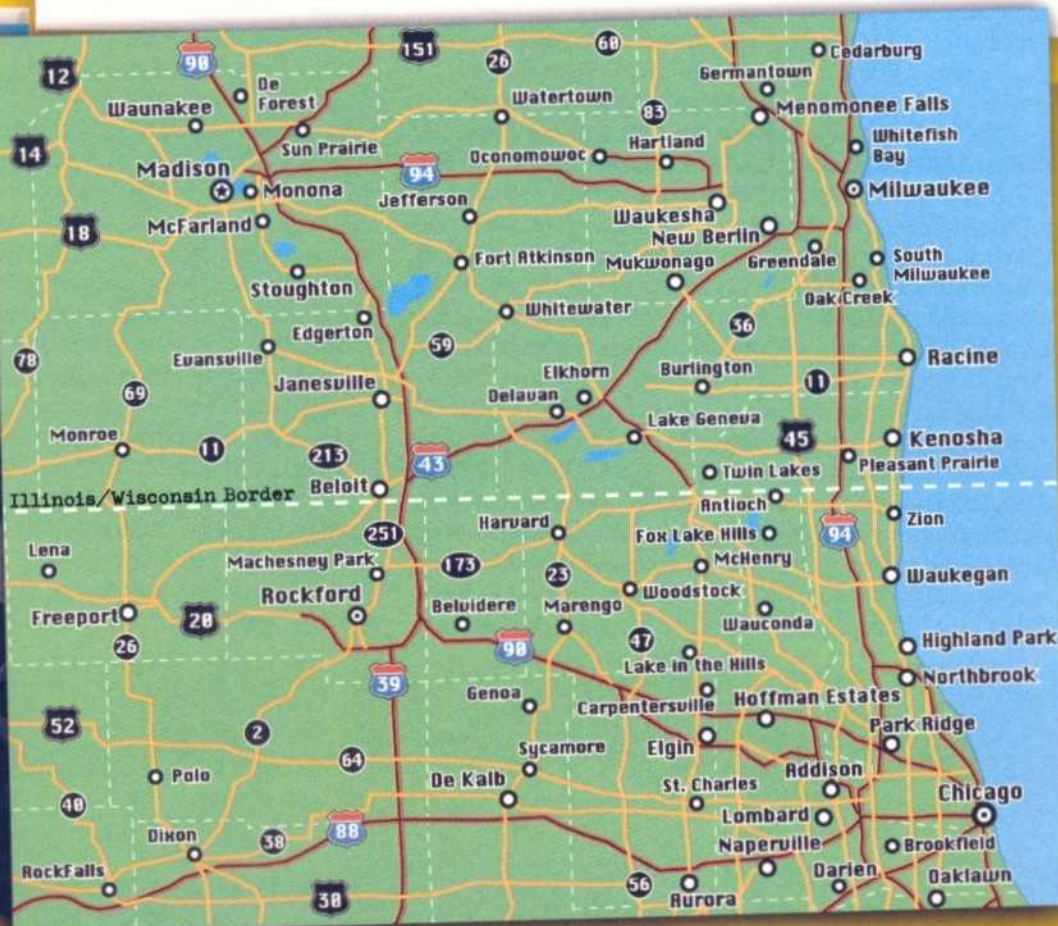 151
60
Cedarburg
90
12
26
Germantown
De
Forest
Waunakee
Watertown
83
Menomonee Falls
14
Sun Prairie
Whitefish
Bay
Oconomowoc
Hartland
Madison
94
Monona
Milwaukee
Jefferson
Waukesha
McFarland
18
New Berlin
Fort Atkinson
Mukwonago
Greendale
South
Milwaukee
Stoughton
Oak Creek
Whitewater
Edgerton
36
59
Evansville
78
Racine
Elkhorn
Burlington
Janesville
11
69
Delavan
Lake Geneva
Monroe
45
Kenosha
11
213
43
Pleasant Prairie
Twin Lakes
Beloit
Illinois/Wisconsin Border
Antioch
Harvard
Zion
251
Fox Lake Hills
94
Lena
Machesney Park
173
23
McHenry
Waukegan
Rockford
Woodstock
Freeport
20
Belvidere
Marengo
Wauconda
26
47
Highland Park
90
Lake in the Hills
39
Northbrook
Genoa
Carpentersville
Hoffman Estates
52
2
Park Ridge
Elgin
Sycamore
64
Polo
De Kalb
St. Charles
Addison
Chicago
40
Lombard
88
Dixon
38
Naperville
Brookfield
RockFalls
Darien
56
Oaklawn
30
Aurora